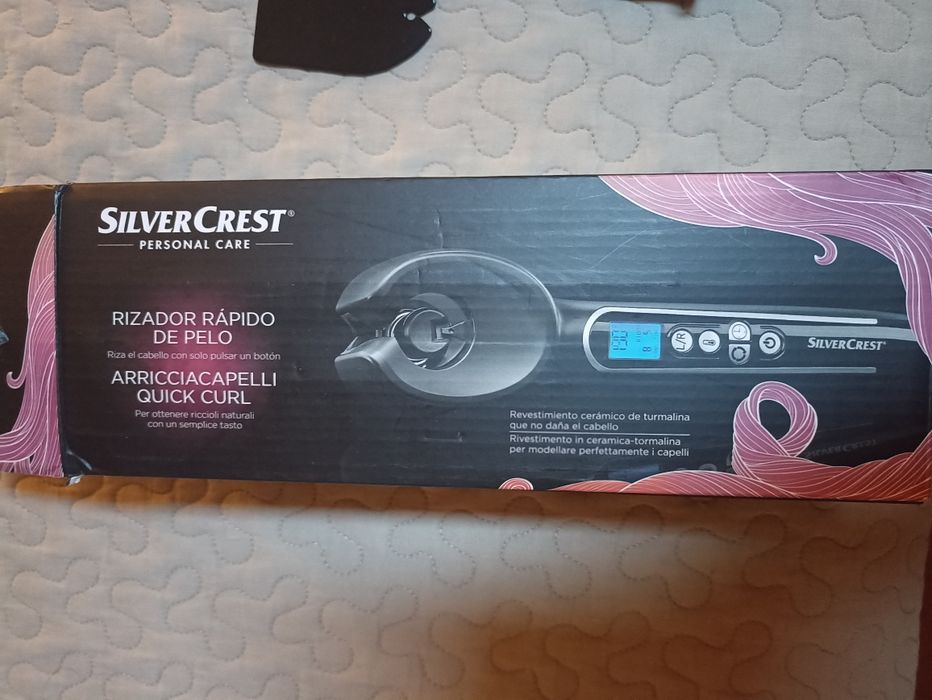 SILVERCREST®
PERSONAL CARE
RIZADOR RÁPIDO
DE PELO
Riza el cabello con solo pulsar un botón
ARRICCIACAPELLI
QUICK CURL
Per ottenere riccioli naturali
con un semplice tasto
L/R
SILVERCREST®
Revestimiento cerámico de turmalina
que no daña el cabello
Rivestimento in ceramica-tormalina
per modellare perfettamente i capelli